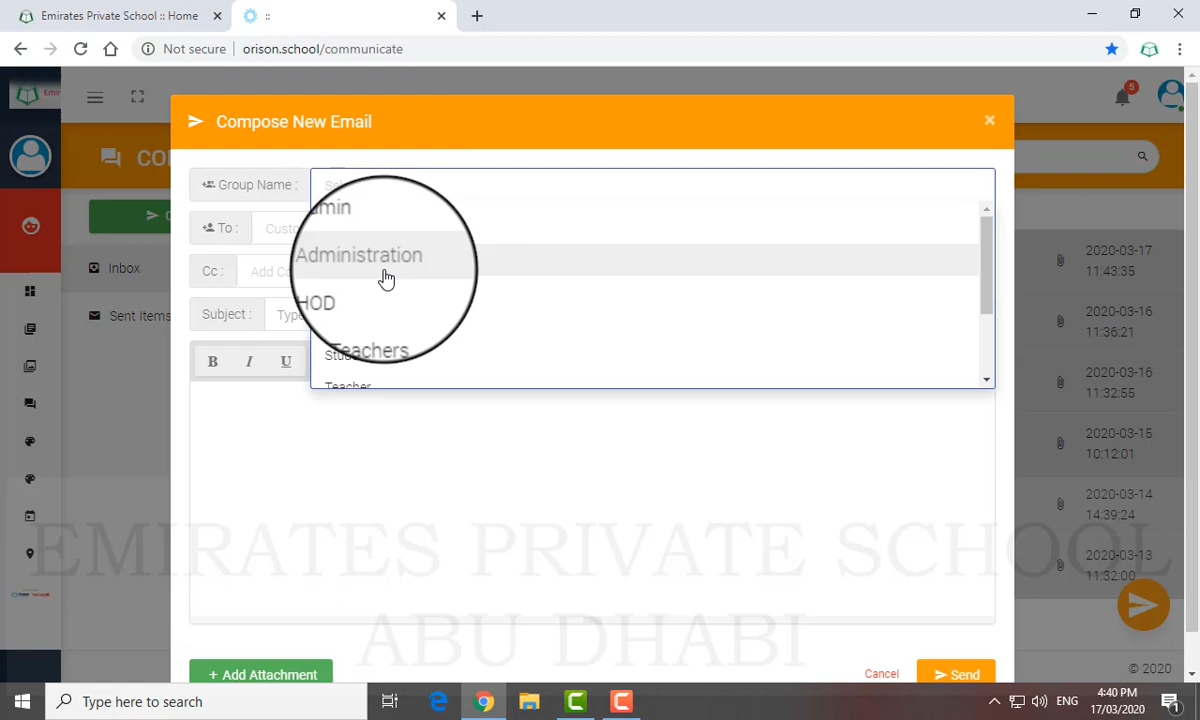 Emirates Private School :: Home
::
Not secure
orison.school/communicate
5
Compose New Email
Group Name :
Administration
HOD
Teachers
Teacher
To :
Cc :
Subject :
B I U
Inbox
Sent Items
2020-03-17
11:43:35
2020-03-16
11:36:21
2020-03-16
11:32:55
2020-03-15
10:12:01
2020-03-14
14:39:24
2020-03-13
11:32:00
EMIRATES PRIVATE SCHOOL
ABU DHABI
+ Add Attachment
Cancel
Send
© 2020
Type here to search
ENG
4:40 PM
17/03/2020
1